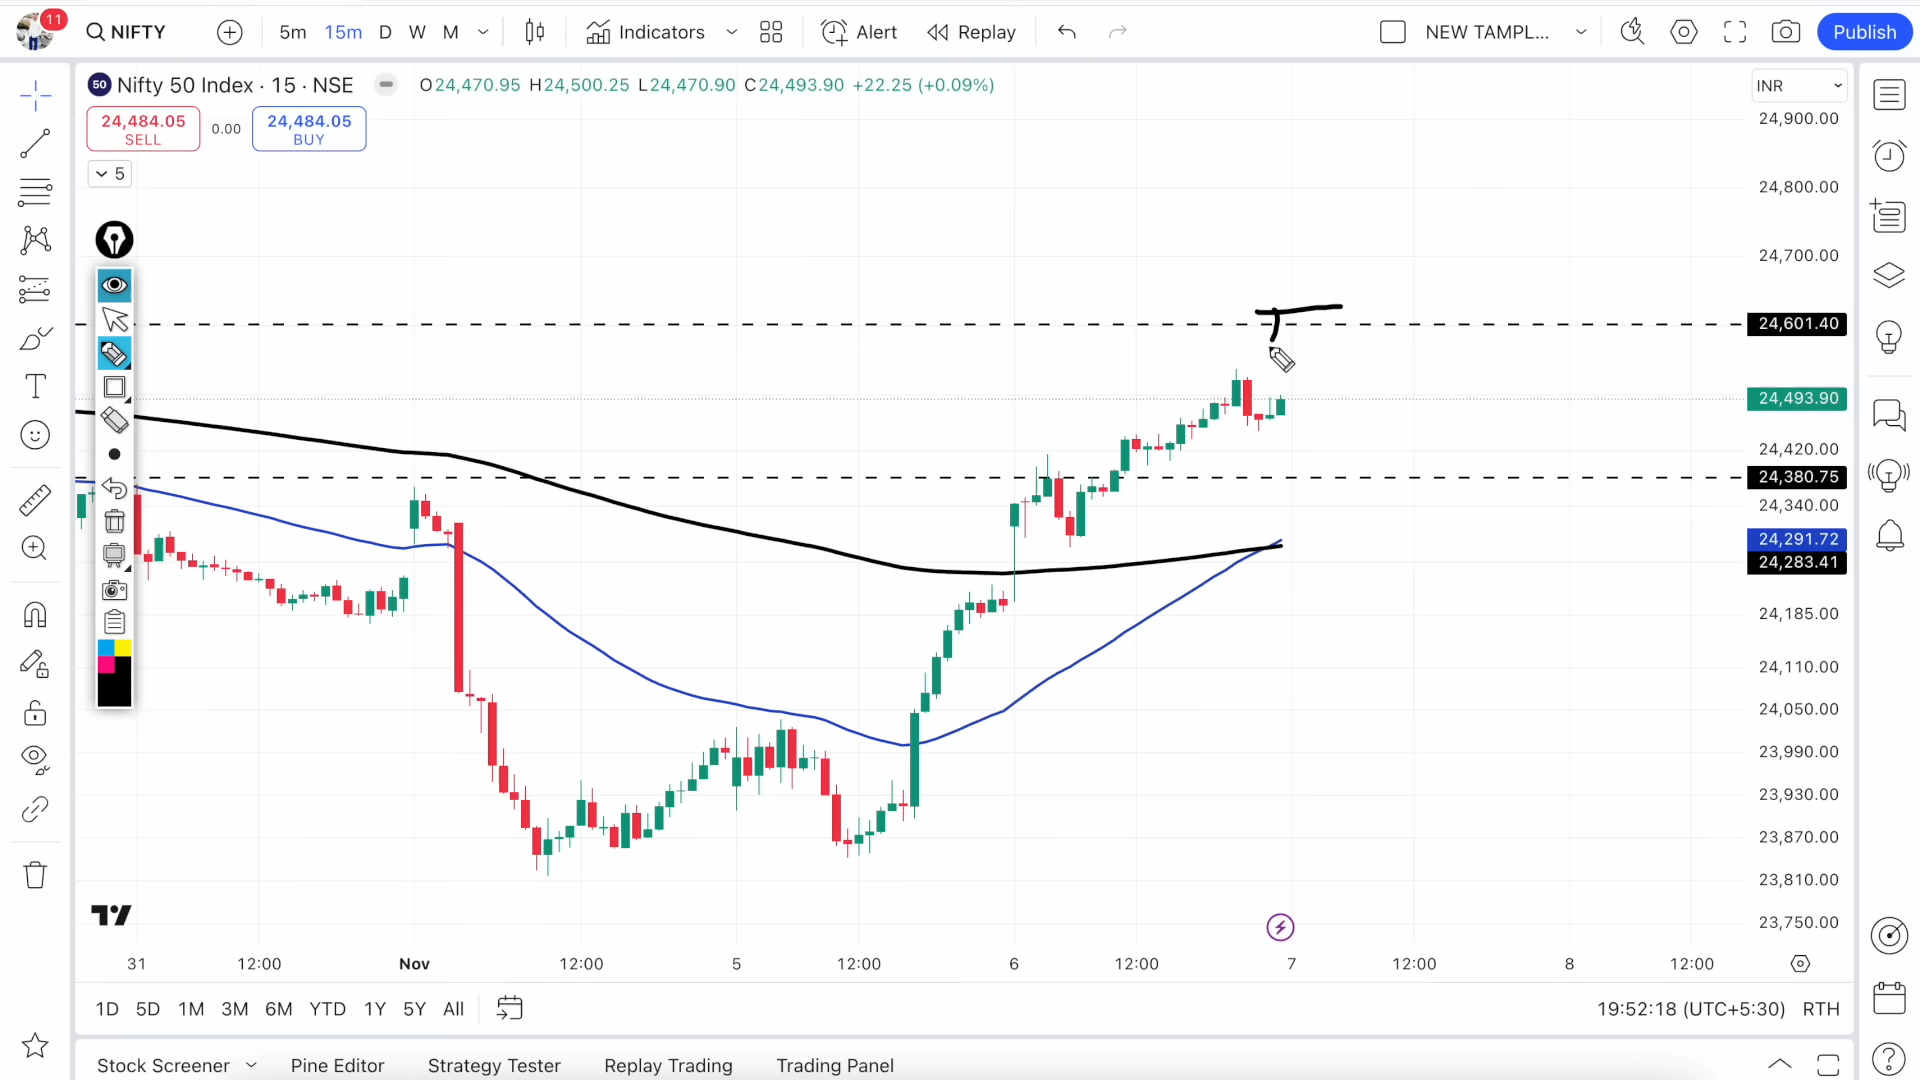 11
NIFTY
5m 15m D W M
Indicators
Alert
Replay
NEW TAMPL...
Publish
50 Nifty 50 Index · 15 · NSE
O24,470.95 H24,500.25 L24,470.90 C24,493.90 +22.25 (+0.09%)
INR
24,484.05
SELL
0.00
24,484.05
BUY
5
24,900.00
24,800.00
24,700.00
24,601.40
24,493.90
24,420.00
24,380.75
24,340.00
24,291.72
24,283.41
24,185.00
24,110.00
24,050.00
23,990.00
23,930.00
23,870.00
23,810.00
23,750.00
31 12:00 Nov 12:00 5 12:00 6 12:00 7 12:00 8 12:00
1D 5D 1M 3M 6M YTD 1Y 5Y All
19:52:18 (UTC+5:30) RTH
Stock Screener Pine Editor Strategy Tester Replay Trading Trading Panel